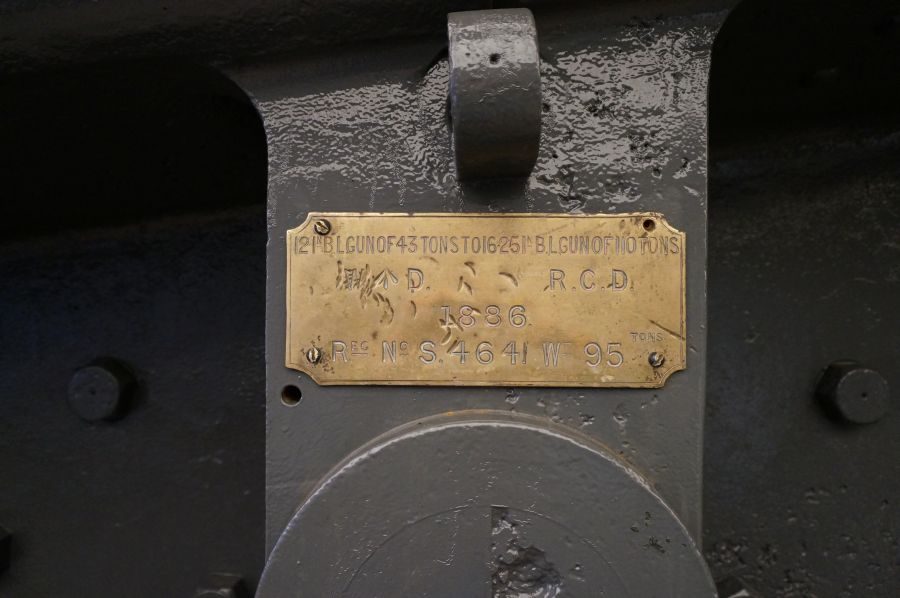 12 IN B.L GUN OF 43 TONS TO 16·25 IN B.L GUN OF 110 TONS
W↑D. R.C.D.
1886.
REG NO S.4641 WT 95 TONS